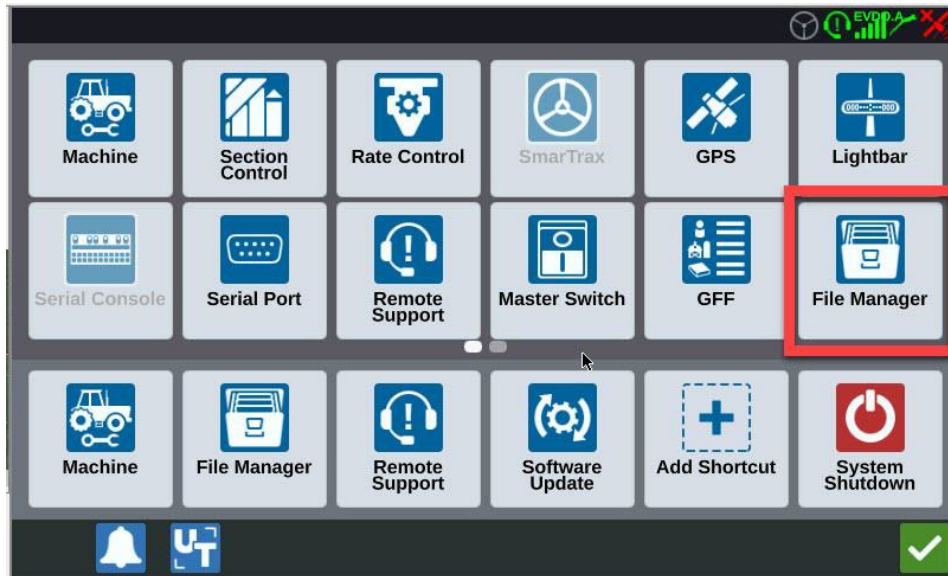 EVDO.A
Machine
Section
Control
Rate Control
SmarTrax
GPS
Lightbar
Serial Console
Serial Port
Remote
Support
Master Switch
GFF
File Manager
Machine
File Manager
Remote
Support
Software
Update
Add Shortcut
System
Shutdown
UT